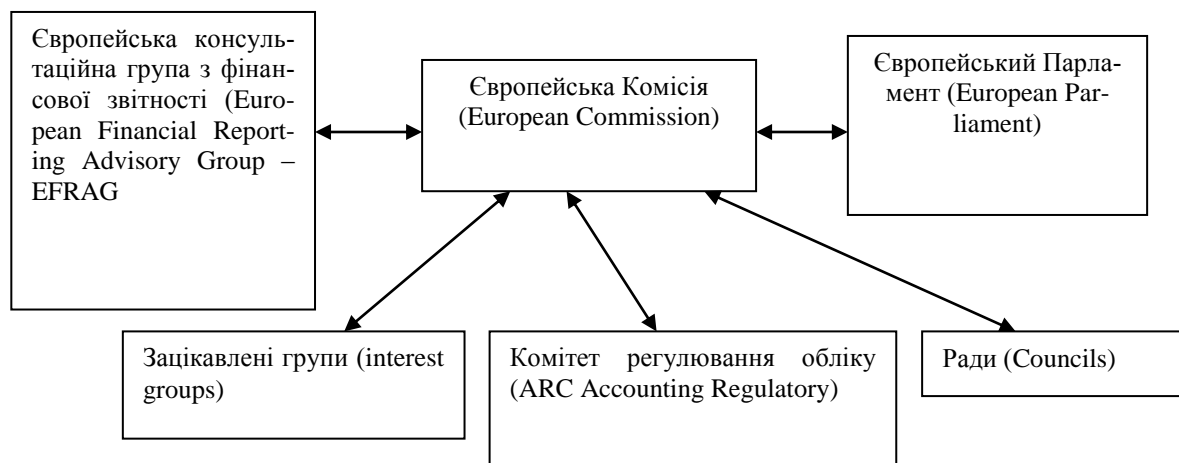 Європейська консуль-
таційна група з фінан-
сової звітності (Euro-
pean Financial Report-
ing Advisory Group –
EFRAG
Європейська Комісія
(European Commission)
Європейський Парла-
мент (European Par-
liament)
Зацікавлені групи (interest
groups)
Комітет регулювання обліку
(ARC Accounting Regulatory)
Ради (Councils)